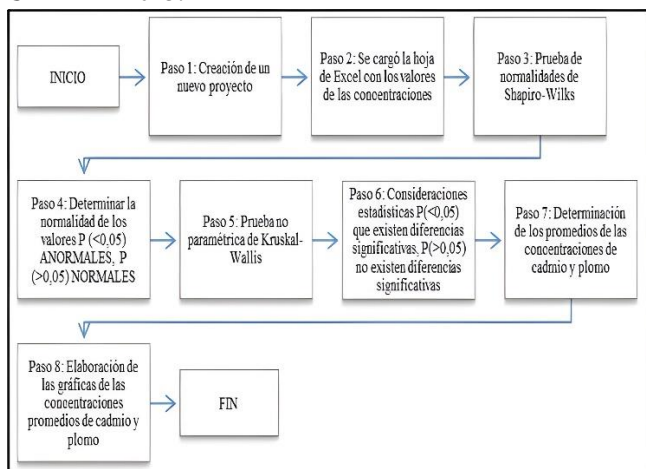 INICIO
Paso 1: Creación de un
nuevo proyecto
Paso 2: Se cargó la hoja
de Excel con los valores
de las concentraciones
Paso 3: Prueba de
normalidades de
Shapiro-Wilks
Paso 4: Determinar la
normalidad de los
valores P (<0,05)
ANORMALES, P
(>0,05) NORMALES
Paso 5: Prueba no
paramétrica de Kruskal-
Wallis
Paso 6: Consideraciones
estadísticas P(<0,05)
que existen diferencias
significativas, P(>0,05)
no existen diferencias
significativas
Paso 7: Determinación
de los promedios de las
concentraciones de
cadmio y plomo
Paso 8: Elaboración de
las gráficas de las
concentraciones
promedios de cadmio y
plomo
FIN